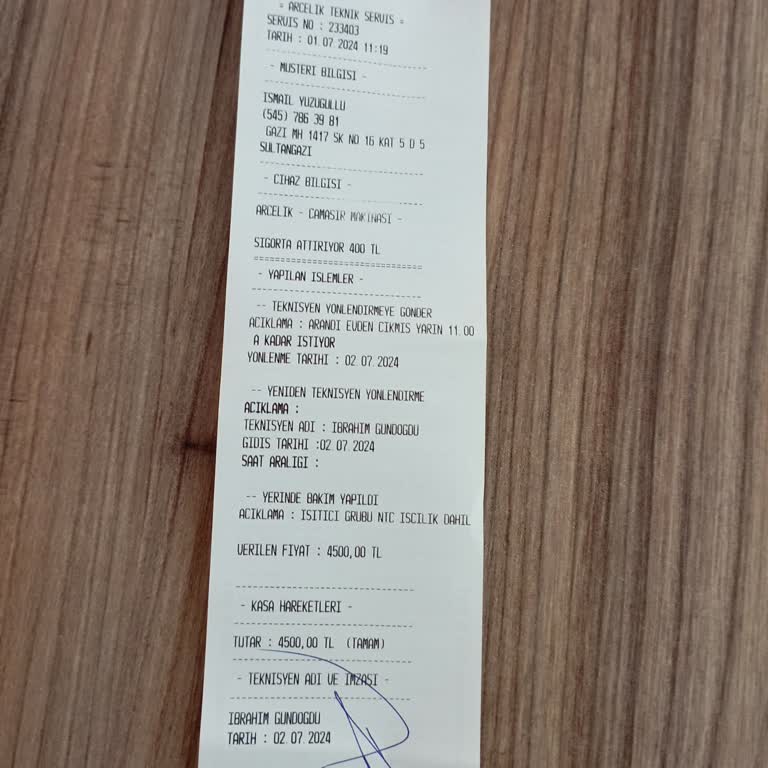 = ARCELIK TEKNIK SERVIS =
SERVIS NO : 233403
TARIH : 01.07.2024 11:19
- MUSTERI BILGISI -
ISMAIL YUZUGULLU
(545) 786 39 81
GAZI MH 1417 SK NO 16 KAT 5 D 5
SULTANGAZI
- CIHAZ BILGISI -
ARCELIK - CAMASIR MAKINASI -
SIGORTA ATTIRIYOR 400 TL
- YAPILAN ISLEMLER -
-- TEKNISYEN YONLENDIRMEYE GONDER
ACIKLAMA : ARANDI EVDEN CIKMIS YARIN 11.00
A KADAR ISTIYOR
YONLENME TARIHI : 02.07.2024
-- YENIDEN TEKNISYEN YONLENDIRME
ACIKLAMA :
TEKNISYEN ADI : IBRAHIM GUNDOGDU
GIDIS TARIHI :02.07.2024
SAAT ARALIGI :
-- YERINDE BAKIM YAPILDI
ACIKLAMA : ISITICI GRUBU NTC ISCILIK DAHIL
VERILEN FIYAT : 4500,00 TL
- KASA HAREKETLERI -
TUTAR : 4500,00 TL (TAMAM)
- TEKNISYEN ADI VE IMZASI -
IBRAHIM GUNDOGDU
TARIH : 02.07.2024